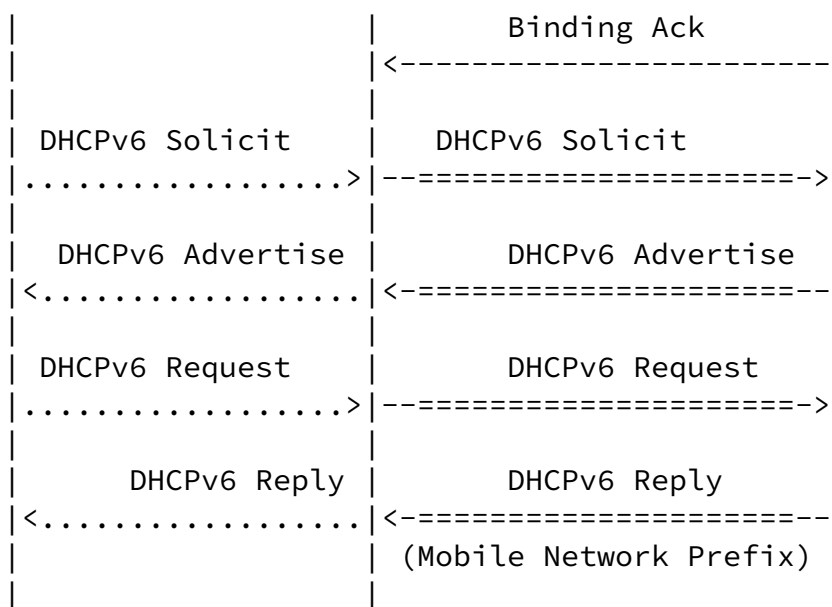 Binding Ack
DHCPv6 Solicit DHCPv6 Solicit
DHCPv6 Advertise DHCPv6 Advertise
DHCPv6 Request DHCPv6 Request
DHCPv6 Reply DHCPv6 Reply
(Mobile Network Prefix)